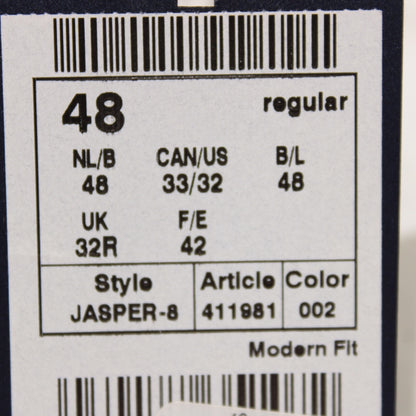 48 regular
NL/B CAN/US B/L
48 33/32 48
UK F/E
32R 42
Style Article Color
JASPER-8 411981 002
Modern Fit